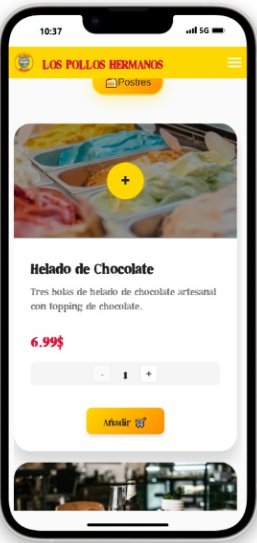 10:37
5G
LOS POLLOS HERMANOS
Postres
+
Helado de Chocolate
Tres bolas de helado de chocolate artesanal
con topping de chocolate.
6.99$
- 1 +
Añadir